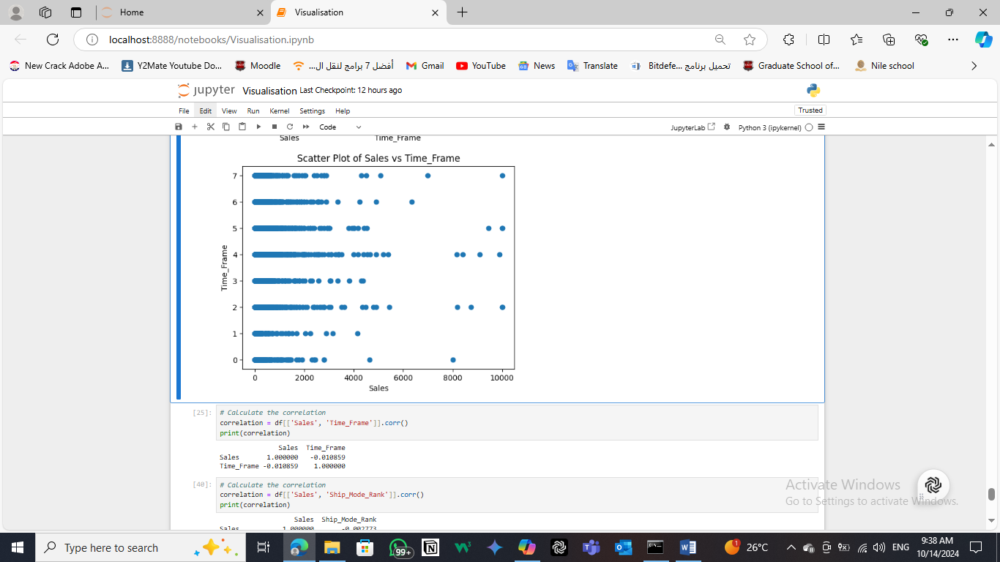 Home
Visualisation
localhost:8888/notebooks/Visualisation.ipynb
New Crack Adobe A...
Y2Mate Youtube Do...
Moodle
أفضل 7 برامج لنقل ال...
Gmail
YouTube
News
Translate
تحميل برنامج Bitdefe...
Graduate School of...
Nile school
jupyter Visualisation Last Checkpoint: 12 hours ago
File Edit View Run Kernel Settings Help
Trusted
Code
JupyterLab
Python 3 (ipykernel)
Sales Time_Frame
Scatter Plot of Sales vs Time_Frame
7
6
5
4
3
2
1
0
Time_Frame
0 2000 4000 6000 8000 10000
Sales
[25]: # Calculate the correlation
correlation = df[['Sales', 'Time_Frame']].corr()
print(correlation)
Sales Time_Frame
Sales 1.000000 -0.010859
Time_Frame -0.010859 1.000000
[40]: # Calculate the correlation
correlation = df[['Sales', 'Ship_Mode_Rank']].corr()
print(correlation)
Sales Ship_Mode_Rank
Sales 1.000000 -0.002773
Activate Windows
Go to Settings to activate Windows.
Type here to search
99+
1
26°C
ENG
9:38 AM
10/14/2024